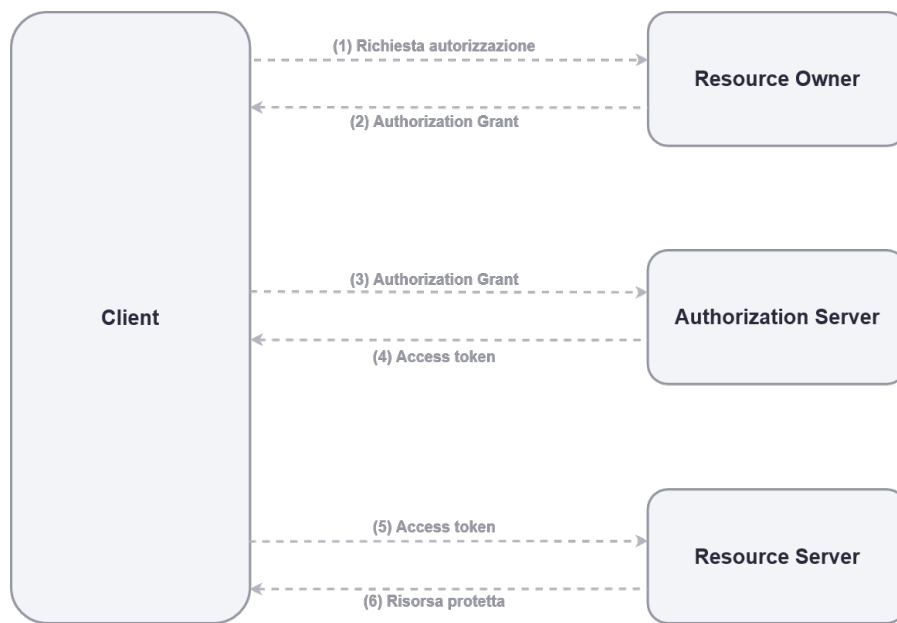 (1) Richiesta autorizzazione
Resource Owner
(2) Authorization Grant
(3) Authorization Grant
Client
Authorization Server
(4) Access token
(5) Access token
Resource Server
(6) Risorsa protetta